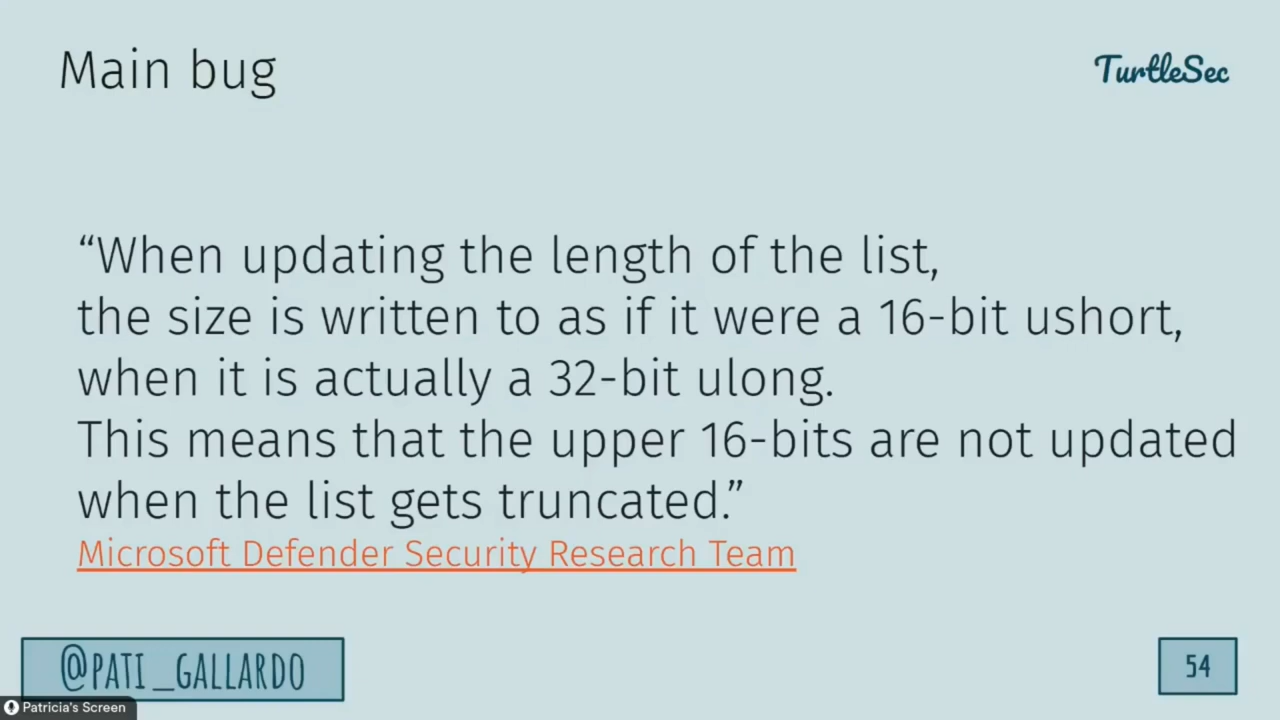 Main bug
TurtleSec
“When updating the length of the list,
the size is written to as if it were a 16-bit ushort,
when it is actually a 32-bit ulong.
This means that the upper 16-bits are not updated
when the list gets truncated.”
Microsoft Defender Security Research Team
@PATI_GALLARDO
54
Patricia's Screen